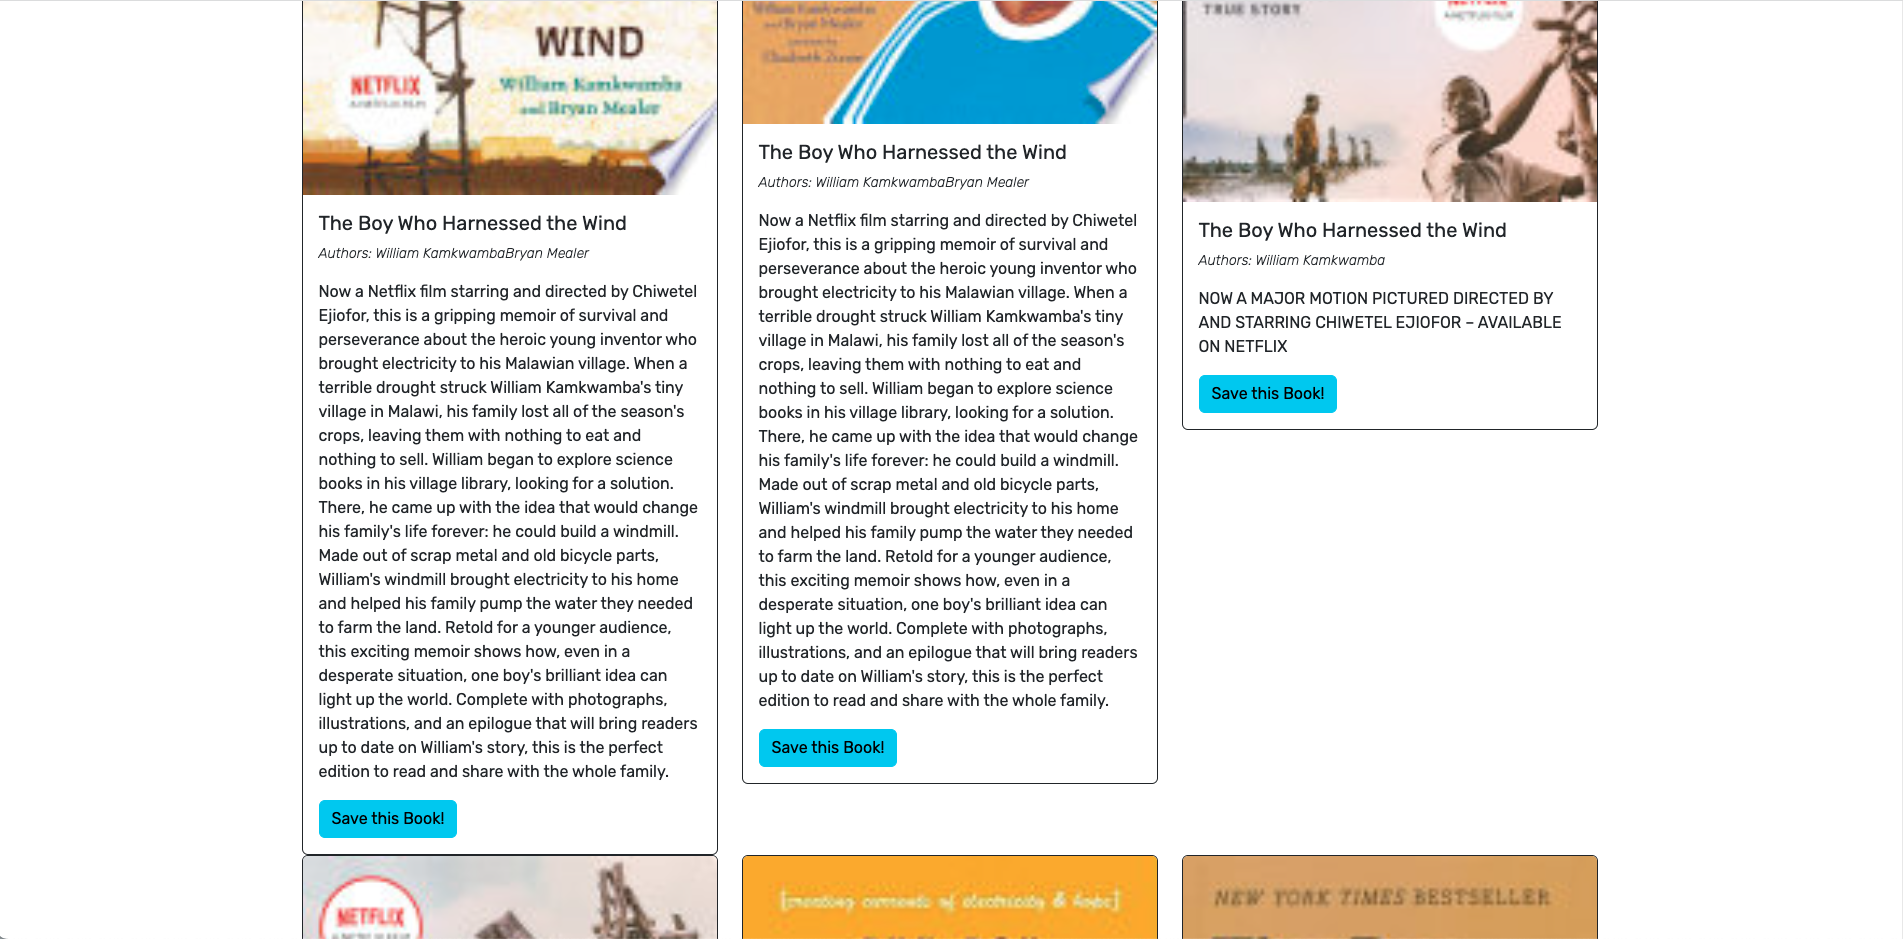 WIND
NETFLIX
William Kamkwamba
and Bryan Mealer
The Boy Who Harnessed the Wind
Authors: William KamkwambaBryan Mealer
Now a Netflix film starring and directed by Chiwetel
Ejiofor, this is a gripping memoir of survival and
perseverance about the heroic young inventor who
brought electricity to his Malawian village. When a
terrible drought struck William Kamkwamba's tiny
village in Malawi, his family lost all of the season's
crops, leaving them with nothing to eat and
nothing to sell. William began to explore science
books in his village library, looking for a solution.
There, he came up with the idea that would change
his family's life forever: he could build a windmill.
Made out of scrap metal and old bicycle parts,
William's windmill brought electricity to his home
and helped his family pump the water they needed
to farm the land. Retold for a younger audience,
this exciting memoir shows how, even in a
desperate situation, one boy's brilliant idea can
light up the world. Complete with photographs,
illustrations, and an epilogue that will bring readers
up to date on William's story, this is the perfect
edition to read and share with the whole family.
Save this Book!
William Kamkwamba
and Bryan Mealer
The Boy Who Harnessed the Wind
Authors: William KamkwambaBryan Mealer
Now a Netflix film starring and directed by Chiwetel
Ejiofor, this is a gripping memoir of survival and
perseverance about the heroic young inventor who
brought electricity to his Malawian village. When a
terrible drought struck William Kamkwamba's tiny
village in Malawi, his family lost all of the season's
crops, leaving them with nothing to eat and
nothing to sell. William began to explore science
books in his village library, looking for a solution.
There, he came up with the idea that would change
his family's life forever: he could build a windmill.
Made out of scrap metal and old bicycle parts,
William's windmill brought electricity to his home
and helped his family pump the water they needed
to farm the land. Retold for a younger audience,
this exciting memoir shows how, even in a
desperate situation, one boy's brilliant idea can
light up the world. Complete with photographs,
illustrations, and an epilogue that will bring readers
up to date on William's story, this is the perfect
edition to read and share with the whole family.
Save this Book!
TRUE STORY
The Boy Who Harnessed the Wind
Authors: William Kamkwamba
NOW A MAJOR MOTION PICTURED DIRECTED BY
AND STARRING CHIWETEL EJIOFOR – AVAILABLE
ON NETFLIX
Save this Book!
NETFLIX
[creating currents of electricity & hope]
NEW YORK TIMES BESTSELLER